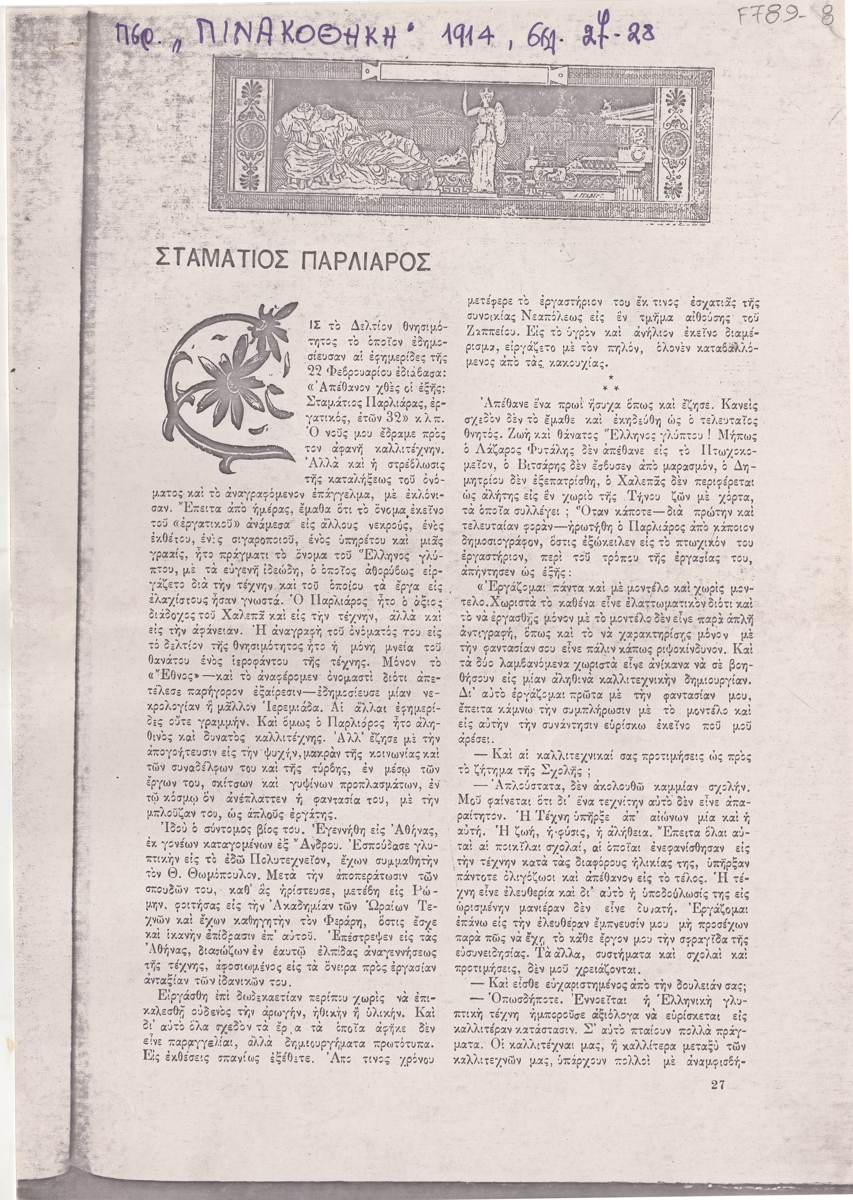 περ. „ΠΙΝΑΚΟΘΗΚΗ" 1914, σελ. 27-28
F789-8
ΣΤΑΜΑΤΙΟΣ ΠΑΡΛΙΑΡΟΣ
ΙΣ τὸ Δελτίον θνησιμό-
τητος τὸ ὁποῖον ἐδημο-
σίευσαν αἱ ἐφημερίδες τῆς
22 Φεβρουαρίου ἐδιάβασα:
«Ἀπέθανον χθὲς οἱ ἑξῆς:
Σταμάτιος Παρλιάρας, ἐρ-
γατικός, ἐτῶν 32» κ λ π.
Ὁ νοῦς μου ἔδραμε πρὸς
τον ἀφανῆ καλλιτέχνην.
Ἀλλὰ καὶ ἡ στρέβλωσις
τῆς καταλήξεως τοῦ ὀνό-
ματος καὶ τὸ ἀναγραφόμενον ἐπάγγελμα, μὲ ἐκλόνι-
σαν. Ἔπειτα ἀπὸ ἡμέρας, ἔμαθα ὅτι τὸ ὄνομα ἐκεῖνο
τοῦ «ἐργατικοῦ» ἀνάμεσα εἰς ἄλλους νεκρούς, ἑνὸς
ἐκθέτου, ἑνὸς σιγαροποιοῦ, ἑνὸς ὑπηρέτου καὶ μιᾶς
γραιάς, ἦτο πράγματι τὸ ὄνομα τοῦ Ἕλληνος γλύ-
πτου, μὲ τὰ εὐγενῆ ἰδεώδη, ὁ ὁποῖος ἀθορύβως εἰρ-
γάζετο διὰ τὴν τέχνην καὶ τοῦ ὁποίου τὰ ἔργα εἰς
ἐλαχίστους ἦσαν γνωστά. Ὁ Παρλιάρος ἦτο ὁ ἄξιος
διάδοχος τοῦ Χαλεπᾶ καὶ εἰς τὴν τέχνην, ἀλλὰ καὶ
εἰς τὴν ἀφάνειαν. Ἡ ἀναγραφὴ τοῦ ὀνόματός του εἰς
τὸ δελτίον τῆς θνησιμότητος ἦτο ἡ μόνη μνεία τοῦ
θανάτου ἑνὸς ἱεροφάντου τῆς τέχνης. Μόνον τὸ
«Ἔθνος»—καὶ τὸ ἀναφέρομεν ὀνομαστὶ διότι ἀπε-
τέλεσε παρήγορον ἐξαίρεσιν—ἐδημοσίευσε μίαν νε-
κρολογίαν ἢ μᾶλλον Ἱερεμιάδα. Αἱ ἄλλαι ἐφημερί-
δες οὔτε γραμμήν. Καὶ ὅμως ὁ Παρλιάρος ἦτο ἀλη-
θινὸς καὶ δυνατὸς καλλιτέχνης. Ἀλλ' ἔζησε μὲ τὴν
ἀπογοήτευσιν εἰς τὴν ψυχήν, μακρὰν τῆς κοινωνίας καὶ
τῶν συναδέλφων του καὶ τῆς τύρβης, ἐν μέσῳ τῶν
ἔργων του, σκίτσων καὶ γυψίνων προπλασμάτων, ἐν
τῷ κόσμῳ ὃν ἀνέπλαττεν ἡ φαντασία του, μὲ τὴν
μπλούζαν του, ὡς ἁπλοῦς ἐργάτης.
Ἰδοὺ ὁ σύντομος βίος του. Ἐγεννήθη εἰς Ἀθήνας,
ἐκ γονέων καταγομένων ἐξ Ἄνδρου. Ἐσπούδασε γλυ-
πτικὴν εἰς τὸ ἐδῶ Πολυτεχνεῖον, ἔχων συμμαθητὴν
τὸν Θ. Θωμόπουλον. Μετὰ τὴν ἀποπεράτωσιν τῶν
σπουδῶν του, καθ' ἃς ἠρίστευσε, μετέβη εἰς Ῥώ-
μην. φοιτήσας εἰς τὴν Ἀκαδημίαν τῶν Ὡραίων Τε-
χνῶν καὶ ἔχων καθηγητὴν τὸν Φεράρη, ὅστις ἔσχε
καὶ ἱκανὴν ἐπίδρασιν ἐπ' αὐτοῦ. Ἐπέστρεψεν εἰς τὰς
Ἀθήνας, διασώζων ἐν ἑαυτῷ ἐλπίδας ἀναγεννήσεως
τῆς τέχνης, ἀφοσιωμένος εἰς τὰ ὄνειρα πρὸς ἐργασίαν
ἀνταξίαν τῶν ἰδανικῶν του.
Εἰργάσθη ἐπὶ δωδεκαετίαν περίπου χωρὶς νὰ ἐπι-
καλεσθῇ οὐδενὸς τὴν ἀρωγήν, ἠθικὴν ἢ ὑλικήν. Καὶ
δι' αὐτὸ ὅλα σχεδὸν τὰ ἔρ α τὰ ὁποῖα ἀφῆκε δὲν
εἶνε παραγγελίαι, ἀλλὰ δημιουργήματα πρωτότυπα.
Εἰς ἐκθέσεις σπανίως ἐξέθετε. Ἀπό τινος χρόνου
μετέφερε τὸ ἐργαστήριον του ἔκ τινος ἐσχατιᾶς τῆς
συνοικίας Νεαπόλεως εἰς ἓν τμῆμα αἰθούσης τοῦ
Ζαππείου. Εἰς τὸ ὑγρὸν καὶ ἀνήλιον ἐκεῖνο διαμέ-
ρισμα, εἰργάζετο μὲ τὸν πηλόν, ὁλονὲν καταβαλλό-
μενος ἀπὸ τὰς κακουχίας.
*
* *
Ἀπέθανε ἕνα πρωῒ ἥσυχα ὅπως καὶ ἔζησε. Κανεὶς
σχεδὸν δὲν τὸ ἔμαθε καὶ ἐκηδεύθη ὡς ὁ τελευταῖος
θνητός. Ζωὴ καὶ θάνατος Ἕλληνος γλύπτου! Μήπως
ὁ Λάζαρος Φυτάλης δὲν ἀπέθανε εἰς τὸ Πτωχοκο-
μεῖον, ὁ Βιτσάρης δὲν ἔσβυσεν ἀπὸ μαρασμόν, ὁ Δη-
μητρίου δὲν ἐξεπατρίσθη, ὁ Χαλεπᾶς δὲν περιφέρεται
ὡς ἀλήτης εἰς ἓν χωριὸ τῆς Τήνου ζῶν μὲ χόρτα,
τὰ ὁποῖα συλλέγει; Ὅταν κάποτε—διὰ πρώτην καὶ
τελευταίαν φορὰν—ἠρωτήθη ὁ Παρλιάρος ἀπὸ κάποιον
δημοσιογράφον, ὅστις ἐξώκειλεν εἰς τὸ πτωχικόν του
ἐργαστήριον, περὶ τοῦ τρόπου τῆς ἐργασίας του,
ἀπήντησεν ὡς ἑξῆς:
«Ἐργάζομαι πάντα καὶ μὲ μοντέλο καὶ χωρὶς μον-
τέλο. Χωριστὰ τὸ καθένα εἶνε ἐλαττωματικὸν διότι καὶ
τὸ νὰ ἐργασθῇς μόνον μὲ τὸ μοντέλο δὲν εἶνε παρὰ ἁπλῆ
ἀντιγραφή, ὅπως καὶ τὸ νὰ χαρακτηρίσῃς μόνον μὲ
τὴν φαντασίαν σου εἶνε πάλιν κάπως ριψοκίνδυνον. Καὶ
τὰ δύο λαμβανόμενα χωριστὰ εἶνε ἀνίκανα νὰ σὲ βοη-
θήσουν εἰς μίαν ἀληθινὰ καλλιτεχνικὴν δημιουργίαν.
Δι' αὐτὸ ἐργάζομαι πρῶτα μὲ τὴν φαντασίαν μου,
ἔπειτα κάμνω τὴν συμπλήρωσιν μὲ τὸ μοντέλο καὶ
εἰς αὐτὴν τὴν συνάντησιν εὑρίσκω ἐκεῖνο ποῦ μοῦ
ἀρέσει.
— Καὶ αἱ καλλιτεχνικαί σας προτιμήσεις ὡς πρὸς
τὸ ζήτημα τῆς Σχολῆς;
— Ἁπλούστατα, δὲν ἀκολουθῶ καμμίαν σχολήν.
Μοῦ φαίνεται ὅτι δι' ἕνα τεχνίτην αὐτὸ δὲν εἶνε ἀπα-
ραίτητον. Ἡ Τέχνη ὑπῆρξε ἀπ' αἰώνων μία καὶ ἡ
αὐτή. Ἡ ζωή, ἡ φύσις, ἡ ἀλήθεια. Ἔπειτα ὅλαι αὐ-
ταὶ αἱ ποικίλαι σχολαί, αἱ ὁποῖαι ἐνεφανίσθησαν εἰς
τὴν τέχνην κατὰ τὰς διαφόρους ἡλικίας της, ὑπῆρξαν
πάντοτε ὀλιγόζωοι καὶ ἀπέθανον εἰς τὸ τέλος. Ἡ τέ-
χνη εἶνε ἐλευθερία καὶ δι' αὐτὸ ἡ ὑποδούλωσίς της εἰς
ὡρισμένην μανιέραν δὲν εἶνε δυνατή. Ἐργάζομαι
ἐπάνω εἰς τὴν ἐλευθέραν ἔμπνευσίν μου μὴ προσέχων
παρὰ πῶς νὰ ἔχῃ τὸ κάθε ἔργον μου τὴν σφραγῖδα τῆς
εὐσυνειδησίας. Τὰ ἄλλα, συστήματα καὶ σχολαὶ καὶ
προτιμήσεις, δὲν μοῦ χρειάζονται.
— Καὶ εἶσθε εὐχαριστημένος ἀπὸ τὴν δουλειάν σας;
— Ὁπωσδήποτε. Ἐννοεῖται ἡ Ἑλληνικὴ γλυ-
πτικὴ τέχνη ἠμποροῦσε ἀξιόλογα νὰ εὑρίσκεται εἰς
καλλιτέραν κατάστασιν. Σ' αὐτὸ πταίουν πολλὰ πράγ-
ματα. Οἱ καλλιτέχναι μας, ἢ καλλίτερα μεταξὺ τῶν
καλλιτεχνῶν μας, ὑπάρχουν πολλοὶ μὲ ἀναμφισβή-
27